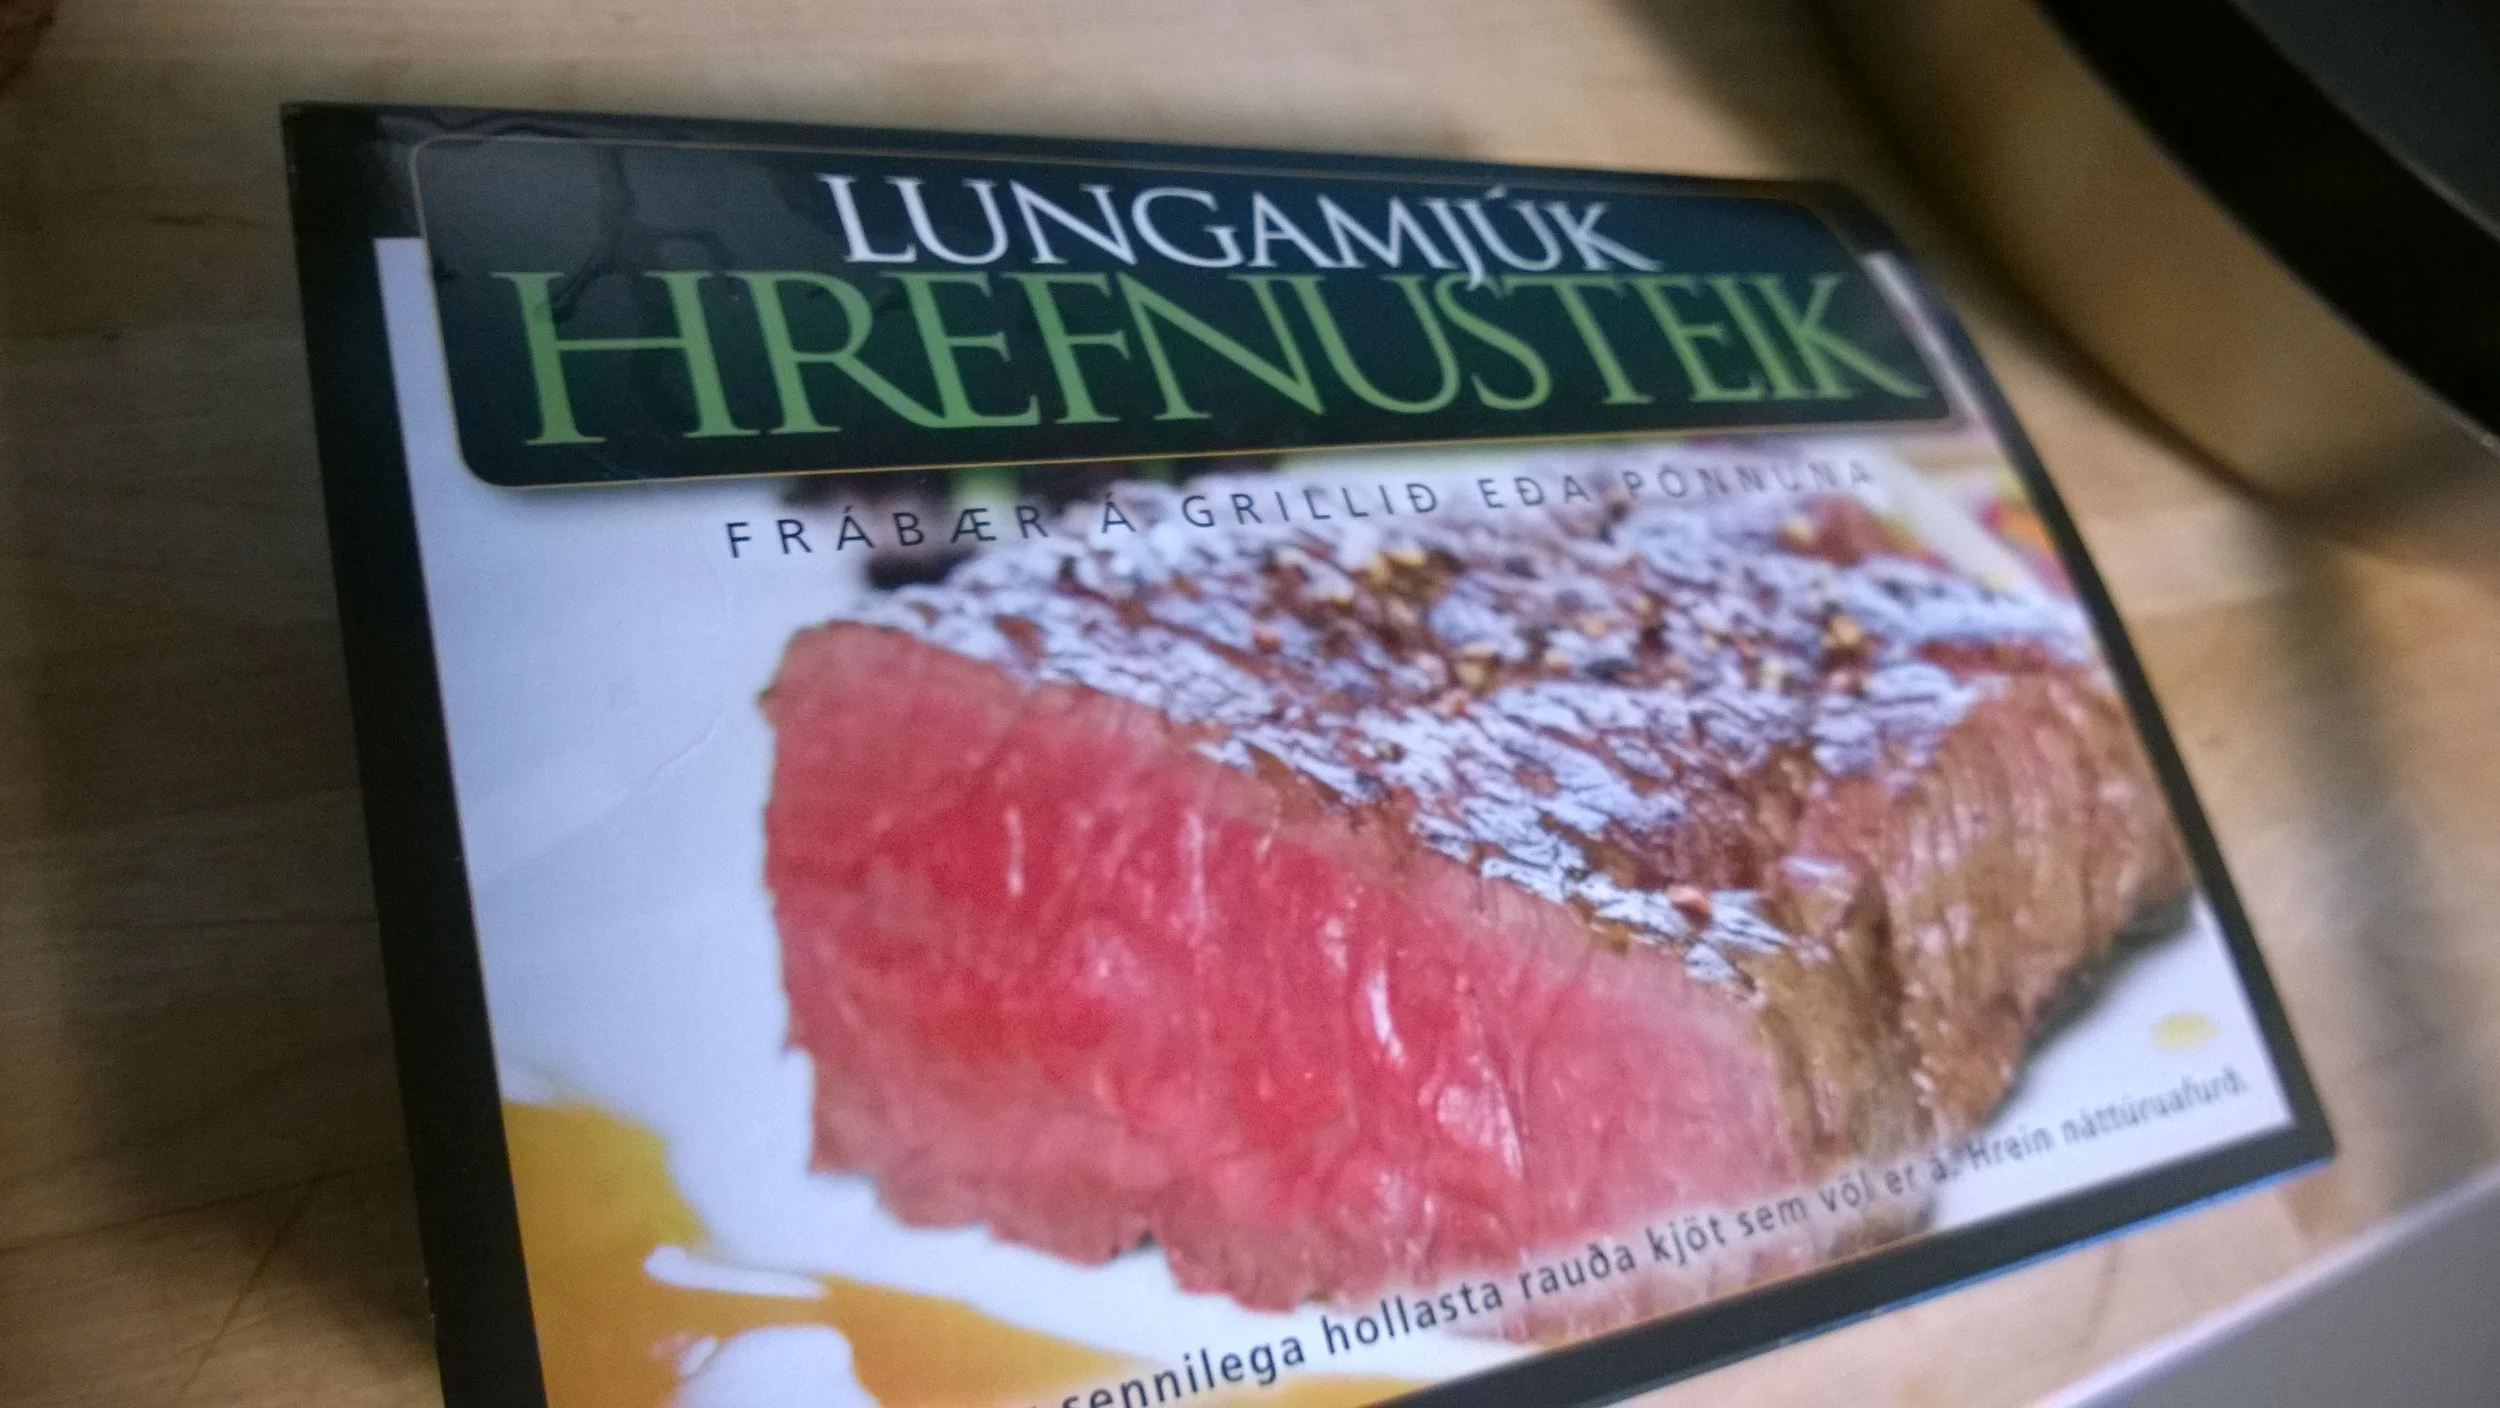 LUNGAMJÚK
HREFNUSTEIK
FRÁBÆR Á GRILLIÐ EÐA PÖNNUNA
sennilega hollasta rauða kjöt sem völ er á. Hrein náttúruafurð.